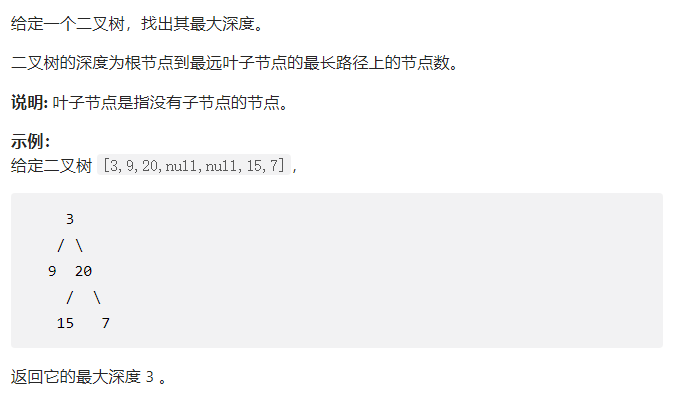 给定一个二叉树，找出其最大深度。
二叉树的深度为根节点到最远叶子节点的最长路径上的节点数。
说明: 叶子节点是指没有子节点的节点。
示例：
给定二叉树 [3,9,20,null,null,15,7]，
3
/ \
9 20
/ \
15 7
返回它的最大深度 3 。